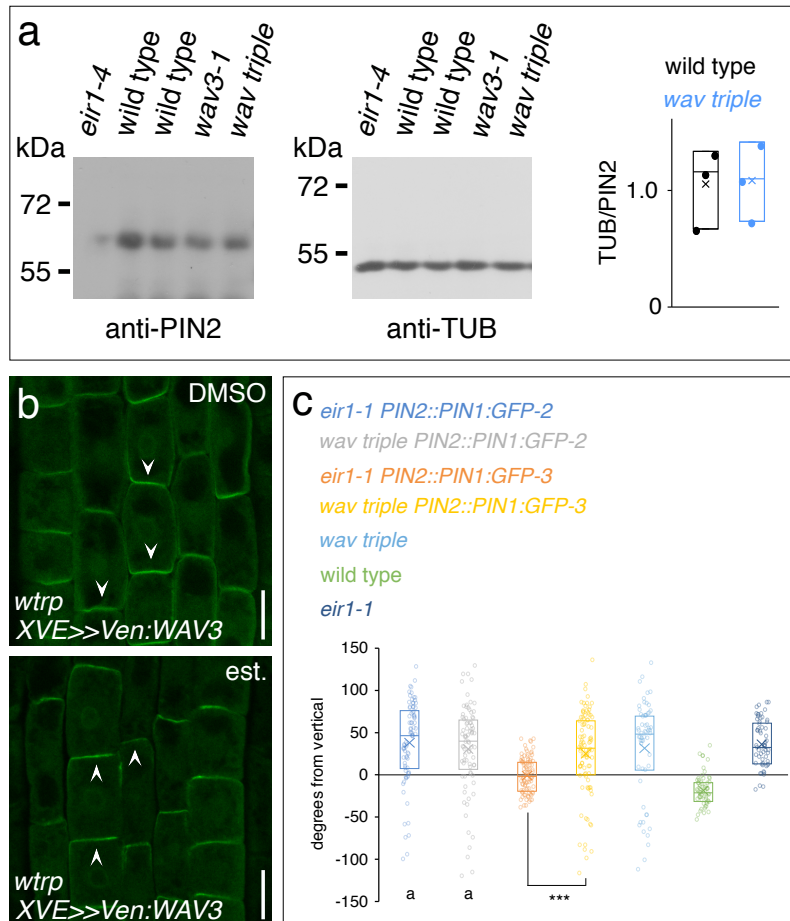 a
eir1-4
wild type
wild type
wav3-1
wav triple
kDa
72
55
anti-PIN2
eir1-4
wild type
wild type
wav3-1
wav triple
kDa
72
55
anti-TUB
wild type
wav triple
TUB/PIN2
1.0
0
b
DMSO
wtrp
XVE>>Ven:WAV3
est.
wtrp
XVE>>Ven:WAV3
c
eir1-1 PIN2::PIN1:GFP-2
wav triple PIN2::PIN1:GFP-2
eir1-1 PIN2::PIN1:GFP-3
wav triple PIN2::PIN1:GFP-3
wav triple
wild type
eir1-1
degrees from vertical
150
100
50
0
-50
-100
-150
a a ***